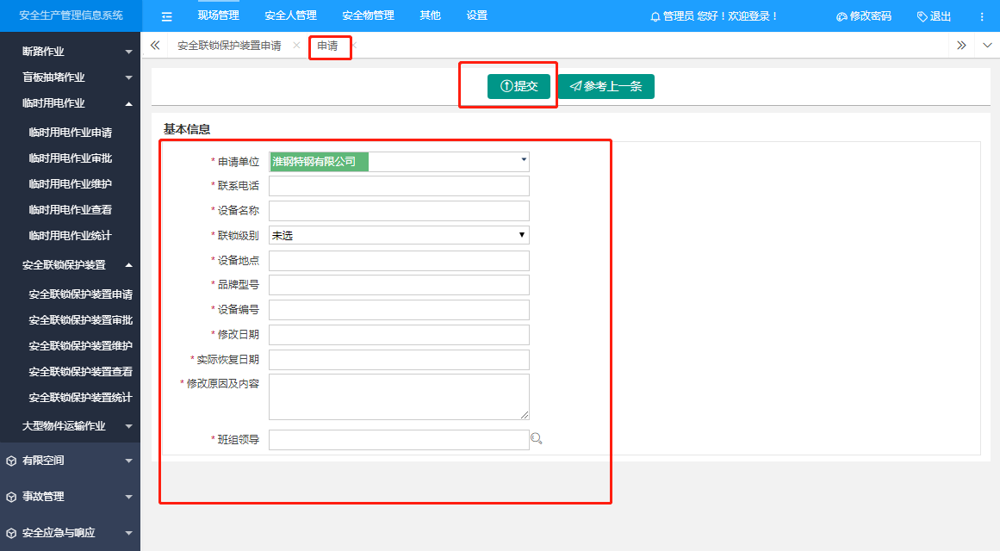 安全生产管理信息系统
现场管理 安全人管理 安全物管理 其他 设置
管理员 您好！欢迎登录！
修改密码 退出
断路作业
盲板抽堵作业
临时用电作业
临时用电作业申请
临时用电作业审批
临时用电作业维护
临时用电作业查看
临时用电作业统计
安全联锁保护装置
安全联锁保护装置申请
安全联锁保护装置审批
安全联锁保护装置维护
安全联锁保护装置查看
安全联锁保护装置统计
大型物件运输作业
有限空间
事故管理
安全应急与响应
安全联锁保护装置申请 申请
提交 参考上一条
基本信息
* 申请单位 淮钢特钢有限公司
* 联系电话
* 设备名称
* 联锁级别 未选
* 设备地点
* 品牌型号
* 设备编号
* 修改日期
* 实际恢复日期
* 修改原因及内容
* 班组领导